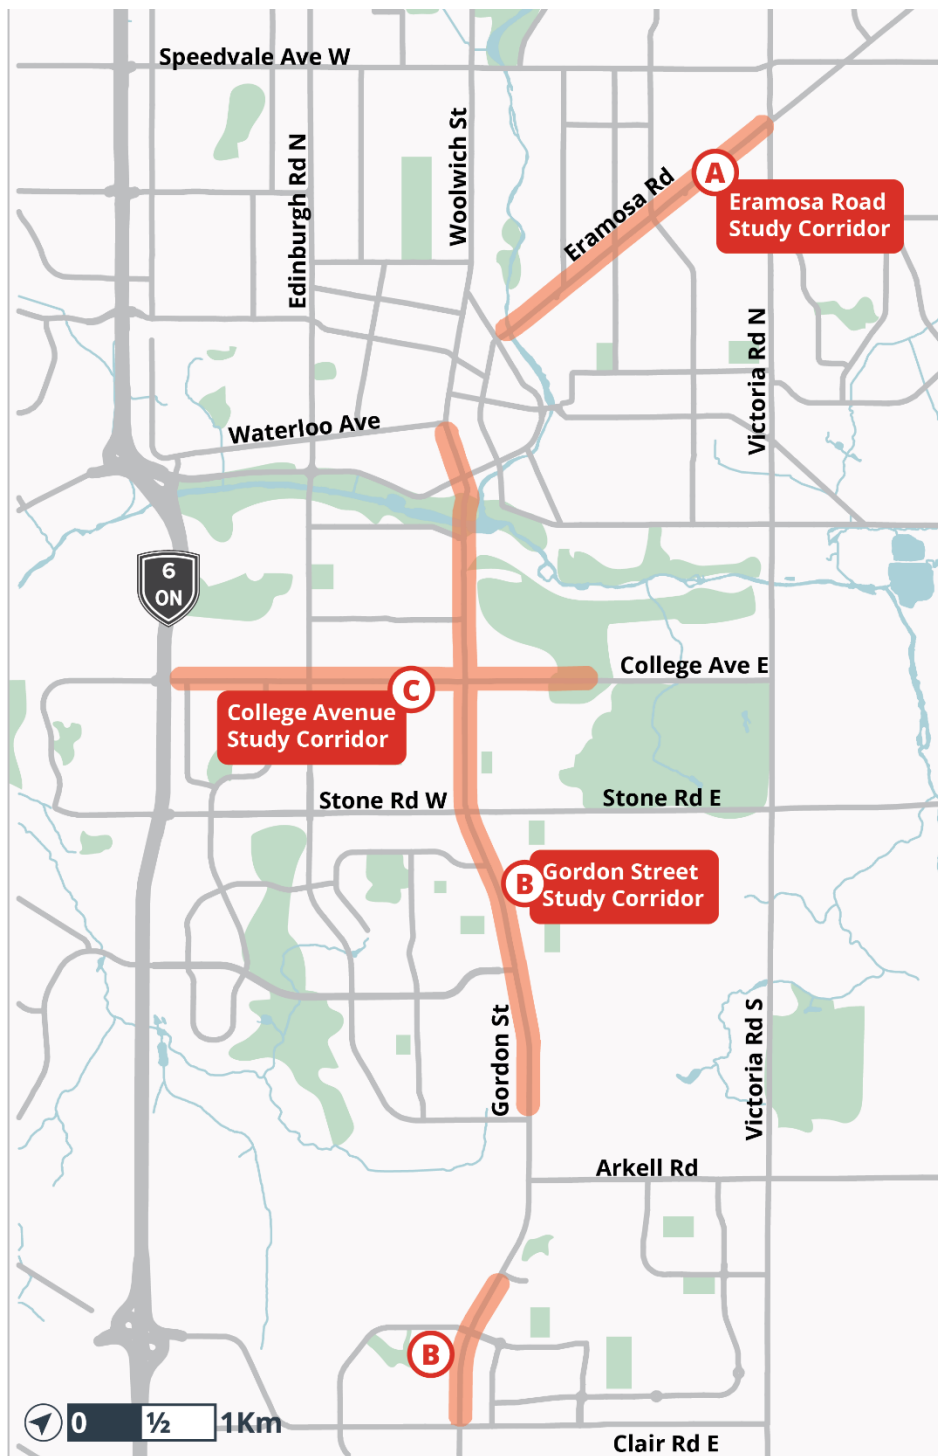 Speedvale Ave W
Woolwich St
Edinburgh Rd N
A
Eramosa Rd
Eramosa Road
Study Corridor
Victoria Rd N
Waterloo Ave
6
ON
College Ave E
C
College Avenue
Study Corridor
Stone Rd W
Stone Rd E
B
Gordon Street
Study Corridor
Gordon St
Victoria Rd S
Arkell Rd
B
0
½
1Km
Clair Rd E